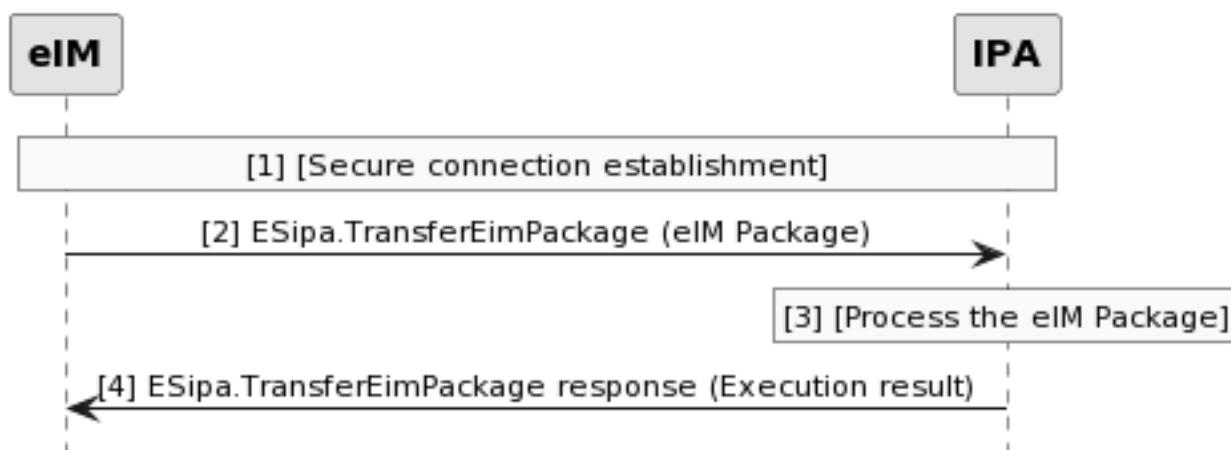 eIM
IPA
[1] [Secure connection establishment]
[2] ESipa.TransferEimPackage (eIM Package)
[3] [Process the eIM Package]
[4] ESipa.TransferEimPackage response (Execution result)